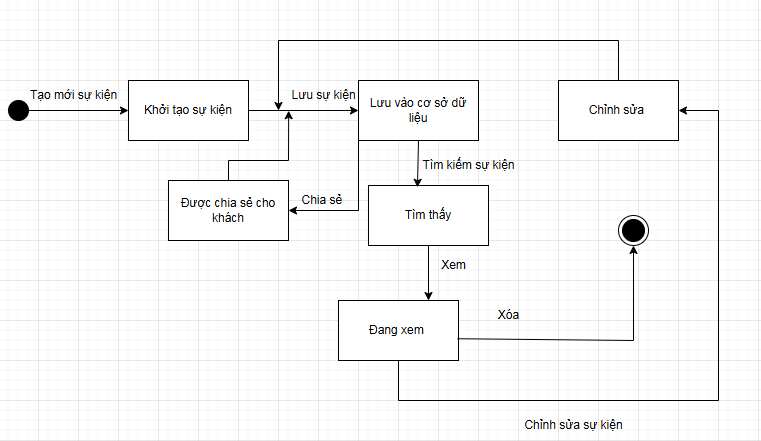 Tạo mới sự kiện
Khởi tạo sự kiện
Lưu sự kiện
Lưu vào cơ sở dữ
liệu
Chỉnh sửa
Tìm kiếm sự kiện
Được chia sẻ cho
khách
Chia sẻ
Tìm thấy
Xem
Đang xem
Xóa
Chỉnh sửa sự kiện